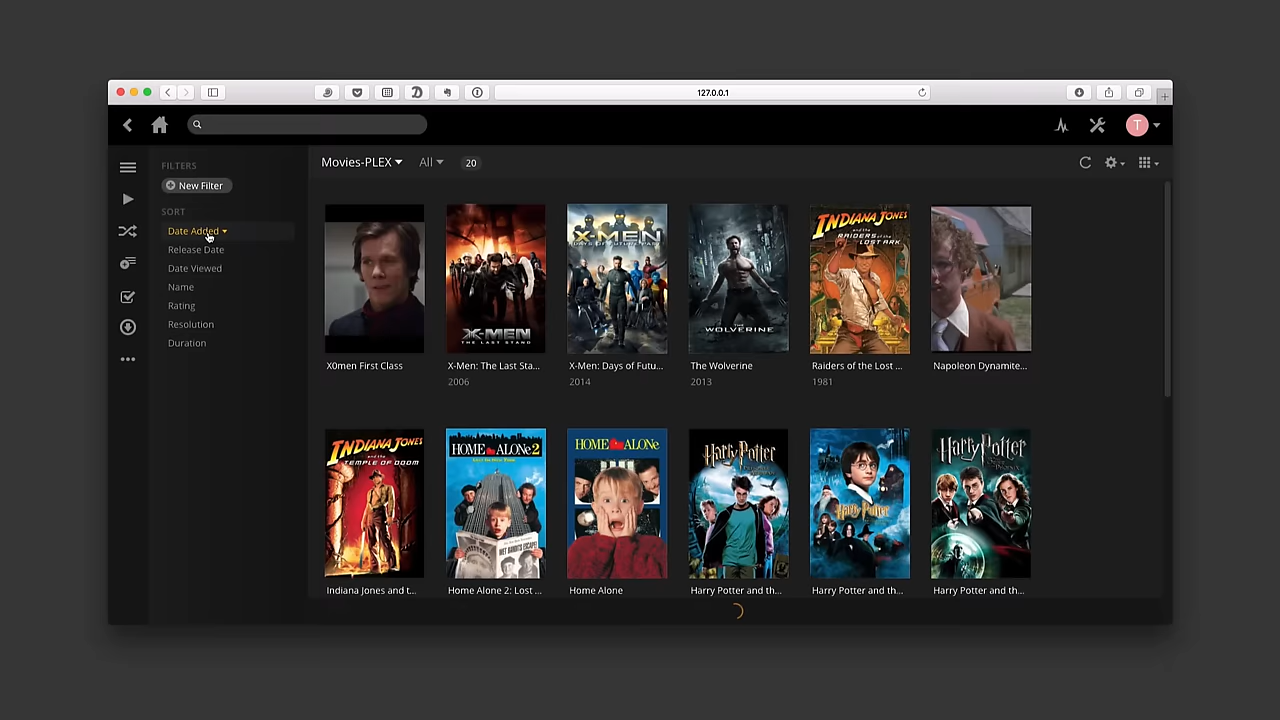 127.0.0.1
T
FILTERS
New Filter
SORT
Date Added
Release Date
Date Viewed
Name
Rating
Resolution
Duration
Movies-PLEX
All
20
X-MEN
THE LAST STAND
X-MEN
DAYS OF FUTURE PAST
THE
WOLVERINE
INDIANA JONES
and the
RAIDERS of the
LOST ARK
X0men First Class
X-Men: The Last Sta...
X-Men: Days of Futu...
The Wolverine
Raiders of the Lost ...
Napoleon Dynamite...
2006
2014
2013
1981
INDIANA JONES
and the
TEMPLE OF DOOM
HOME ALONE 2
HOME ALONe
Harry Potter
Harry Potter
Harry Potter
Indiana Jones and t...
Home Alone 2: Lost ...
Home Alone
Harry Potter and th...
Harry Potter and th...
Harry Potter and th...